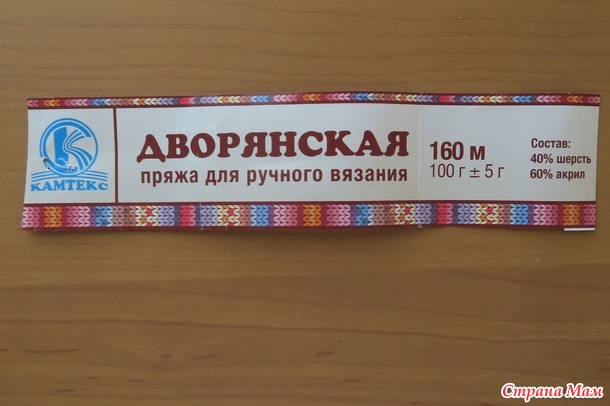 КАМТЕКС
ДВОРЯНСКАЯ
пряжа для ручного вязания
160 м
100 г ± 5 г
Состав:
40% шерсть
60% акрил
Страна Мам